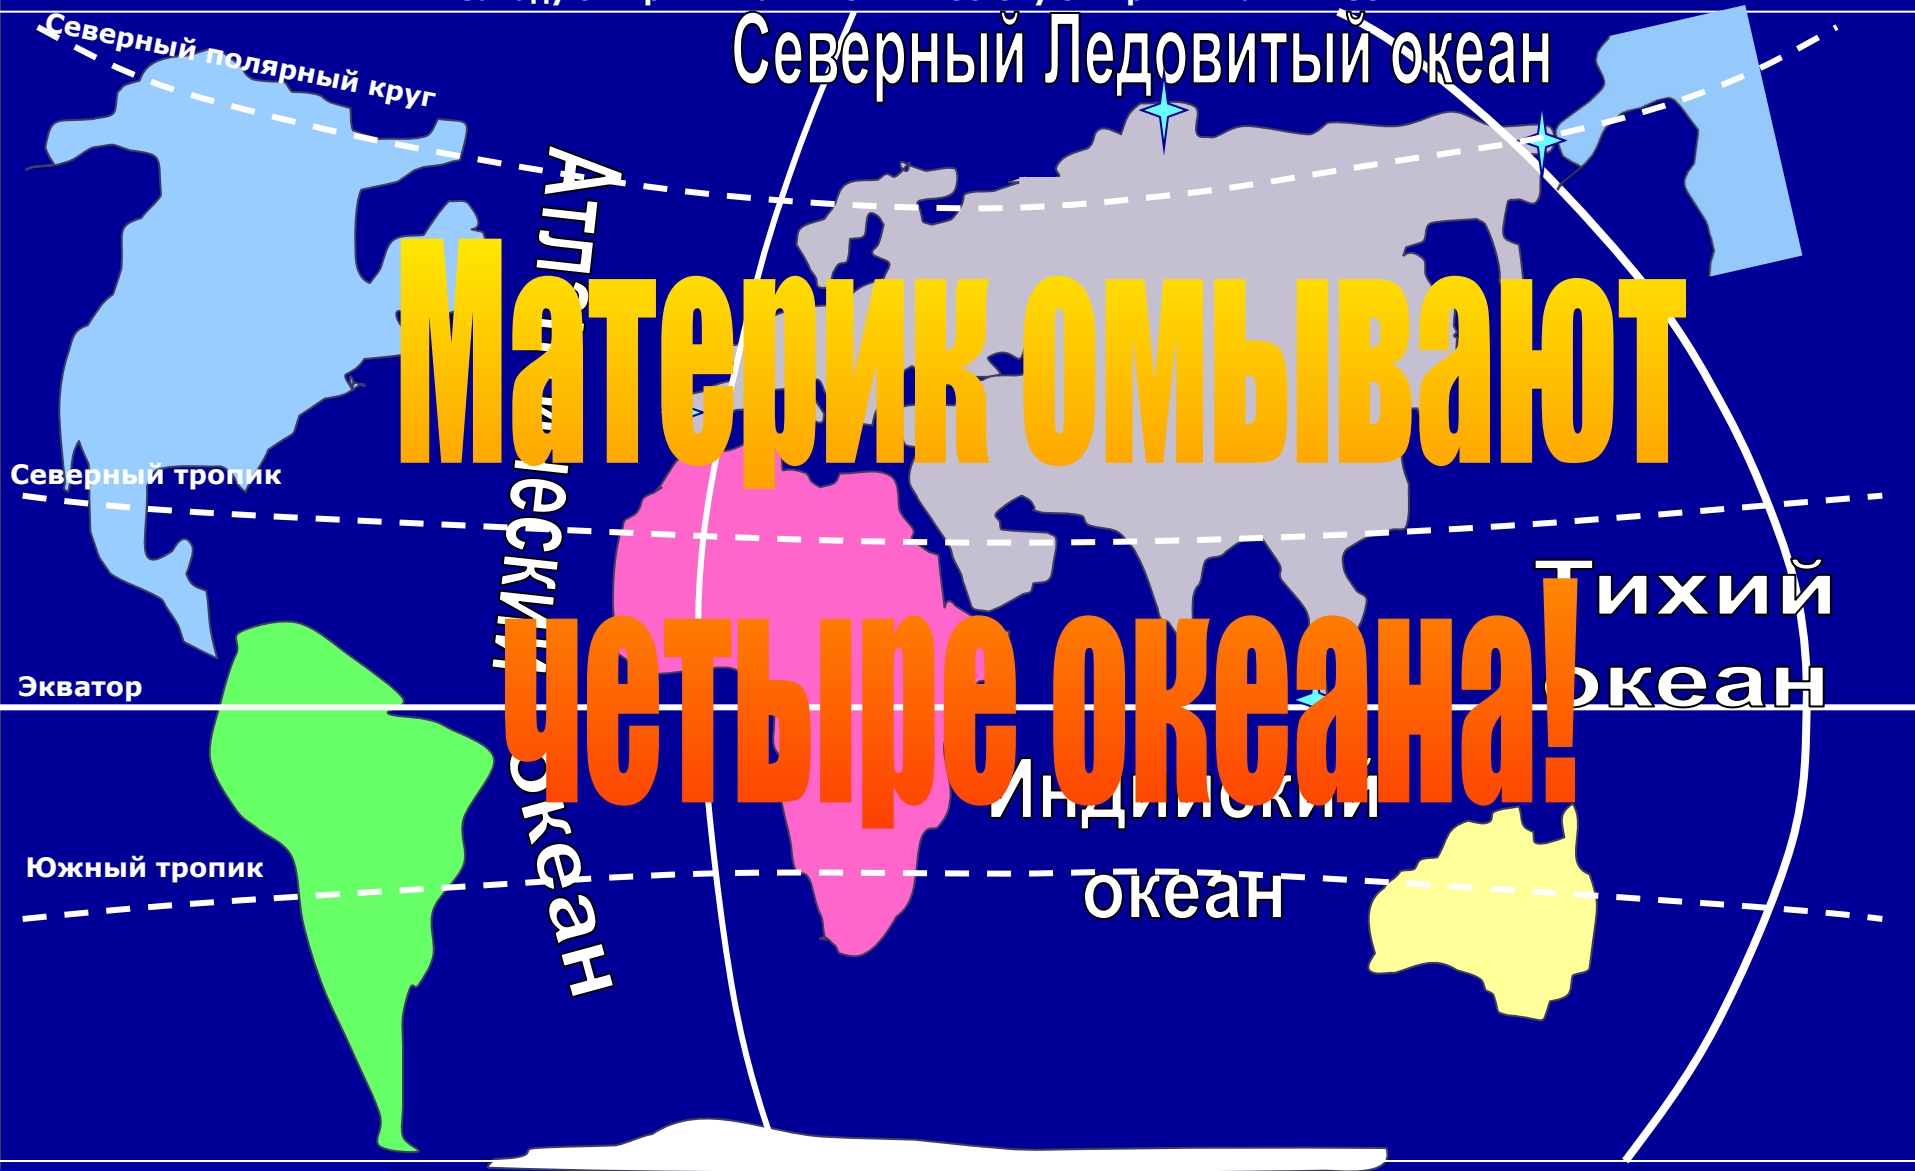 Северный Ледовитый океан
Северный полярный круг
Атлантический океан
Материк омывают
Северный тропик
Тихий
океан
четыре океана!
Экватор
Индийский
океан
Южный тропик